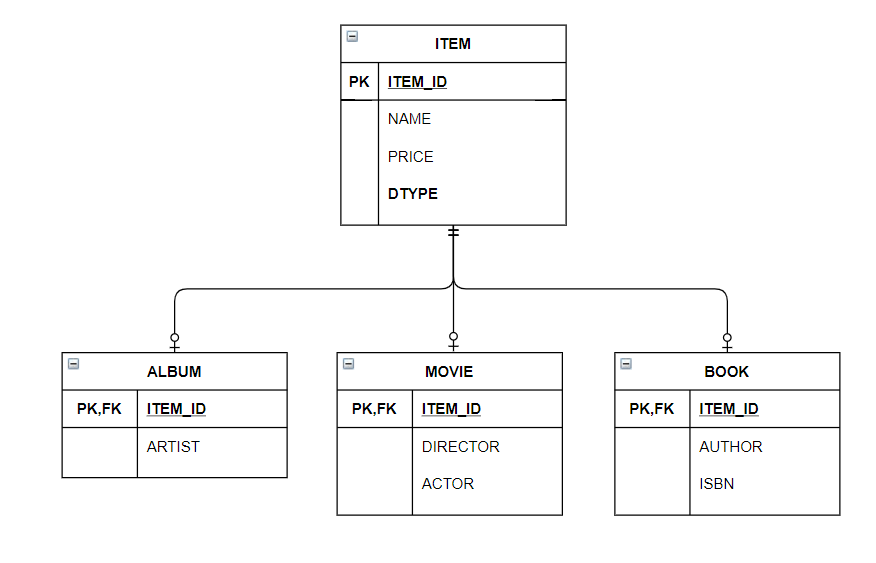 ITEM
PK ITEM_ID
NAME
PRICE
DTYPE
ALBUM
PK,FK ITEM_ID
ARTIST
MOVIE
PK,FK ITEM_ID
DIRECTOR
ACTOR
BOOK
PK,FK ITEM_ID
AUTHOR
ISBN